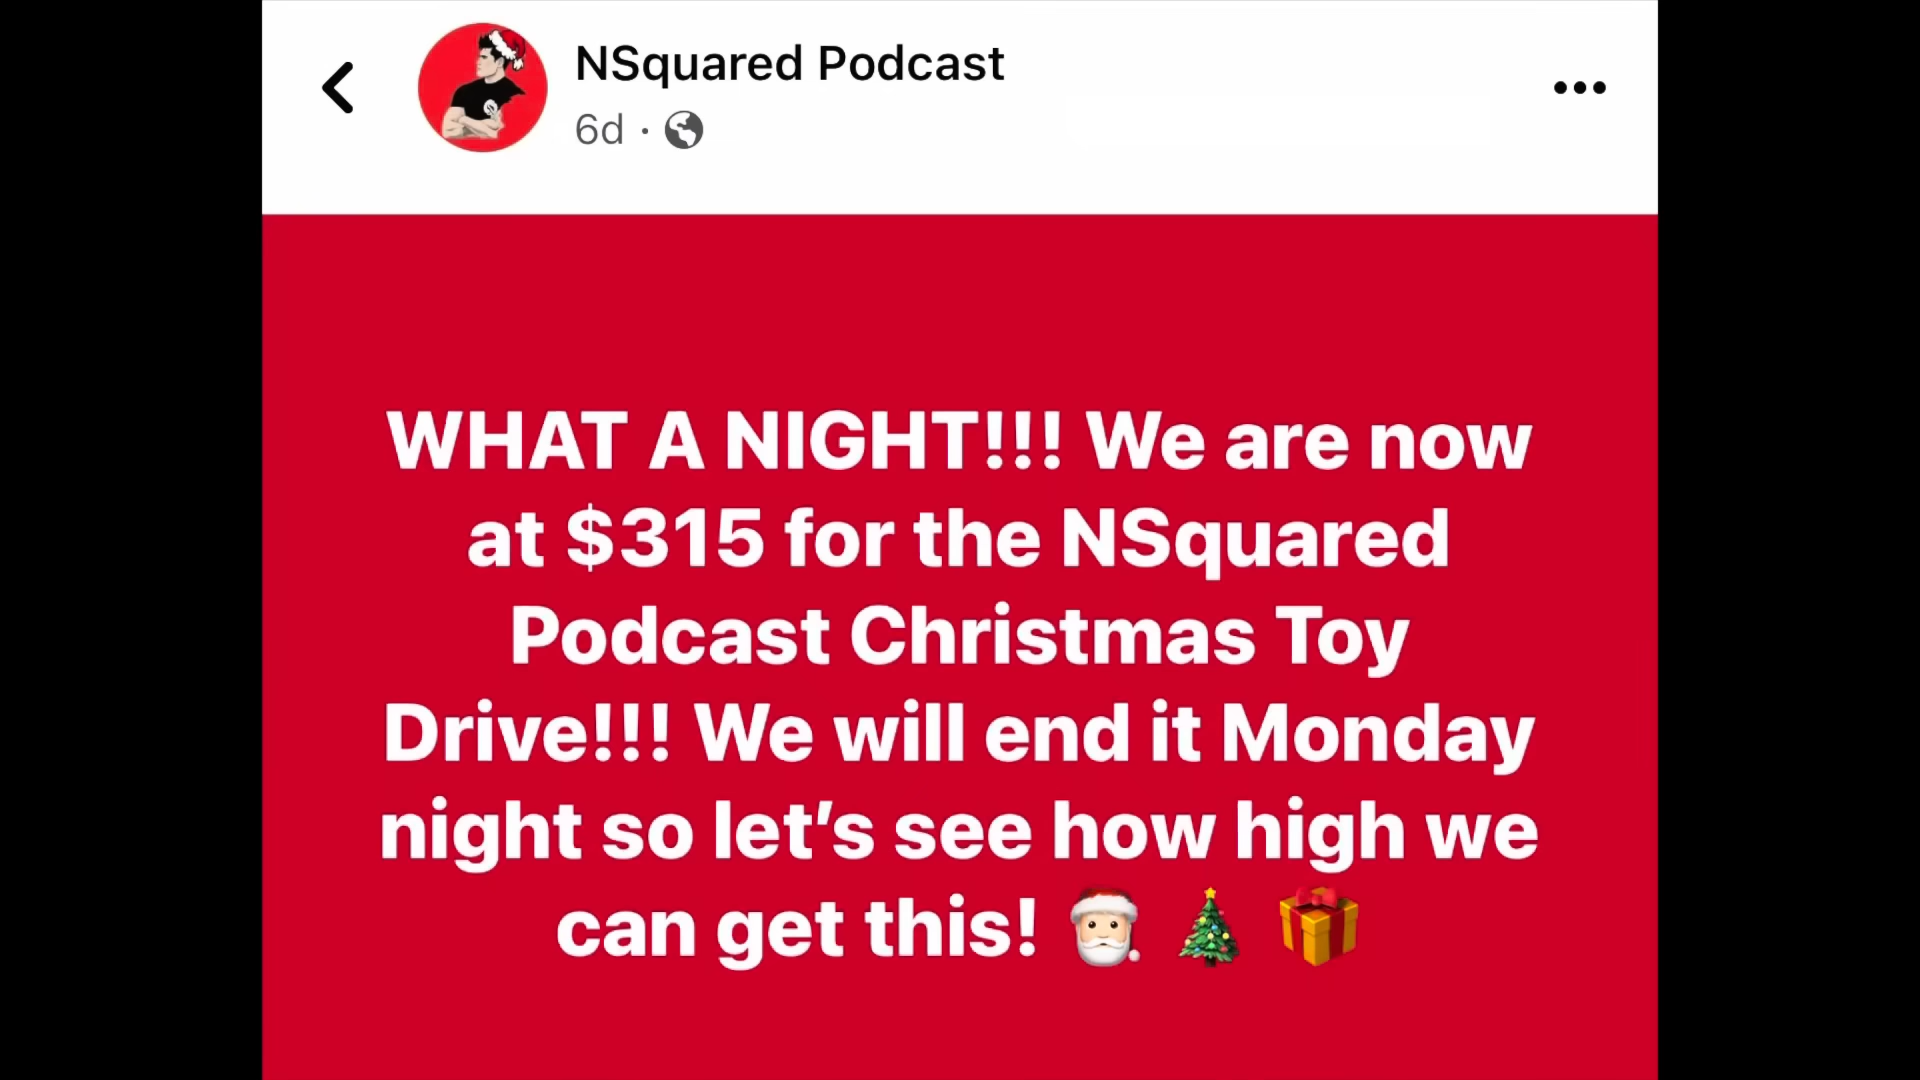 NSquared Podcast
6d ·
WHAT A NIGHT!!! We are now
at $315 for the NSquared
Podcast Christmas Toy
Drive!!! We will end it Monday
night so let’s see how high we
can get this! 🎅🏻 🎄 🎁